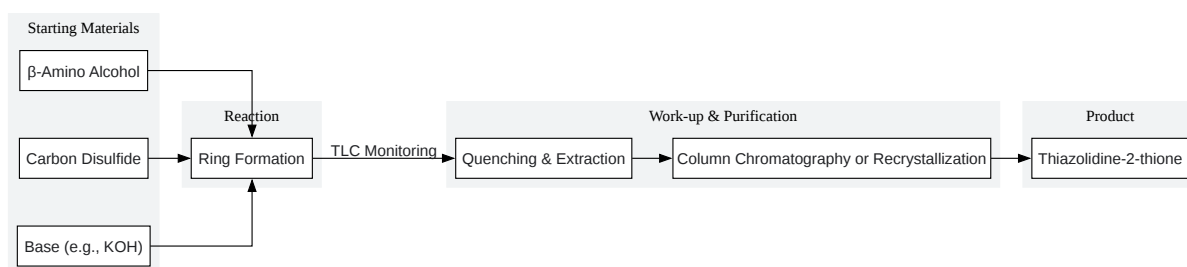 Starting Materials
β-Amino Alcohol
Carbon Disulfide
Base (e.g., KOH)
Reaction
Ring Formation
TLC Monitoring
Work-up & Purification
Quenching & Extraction
Column Chromatography or Recrystallization
Product
Thiazolidine-2-thione